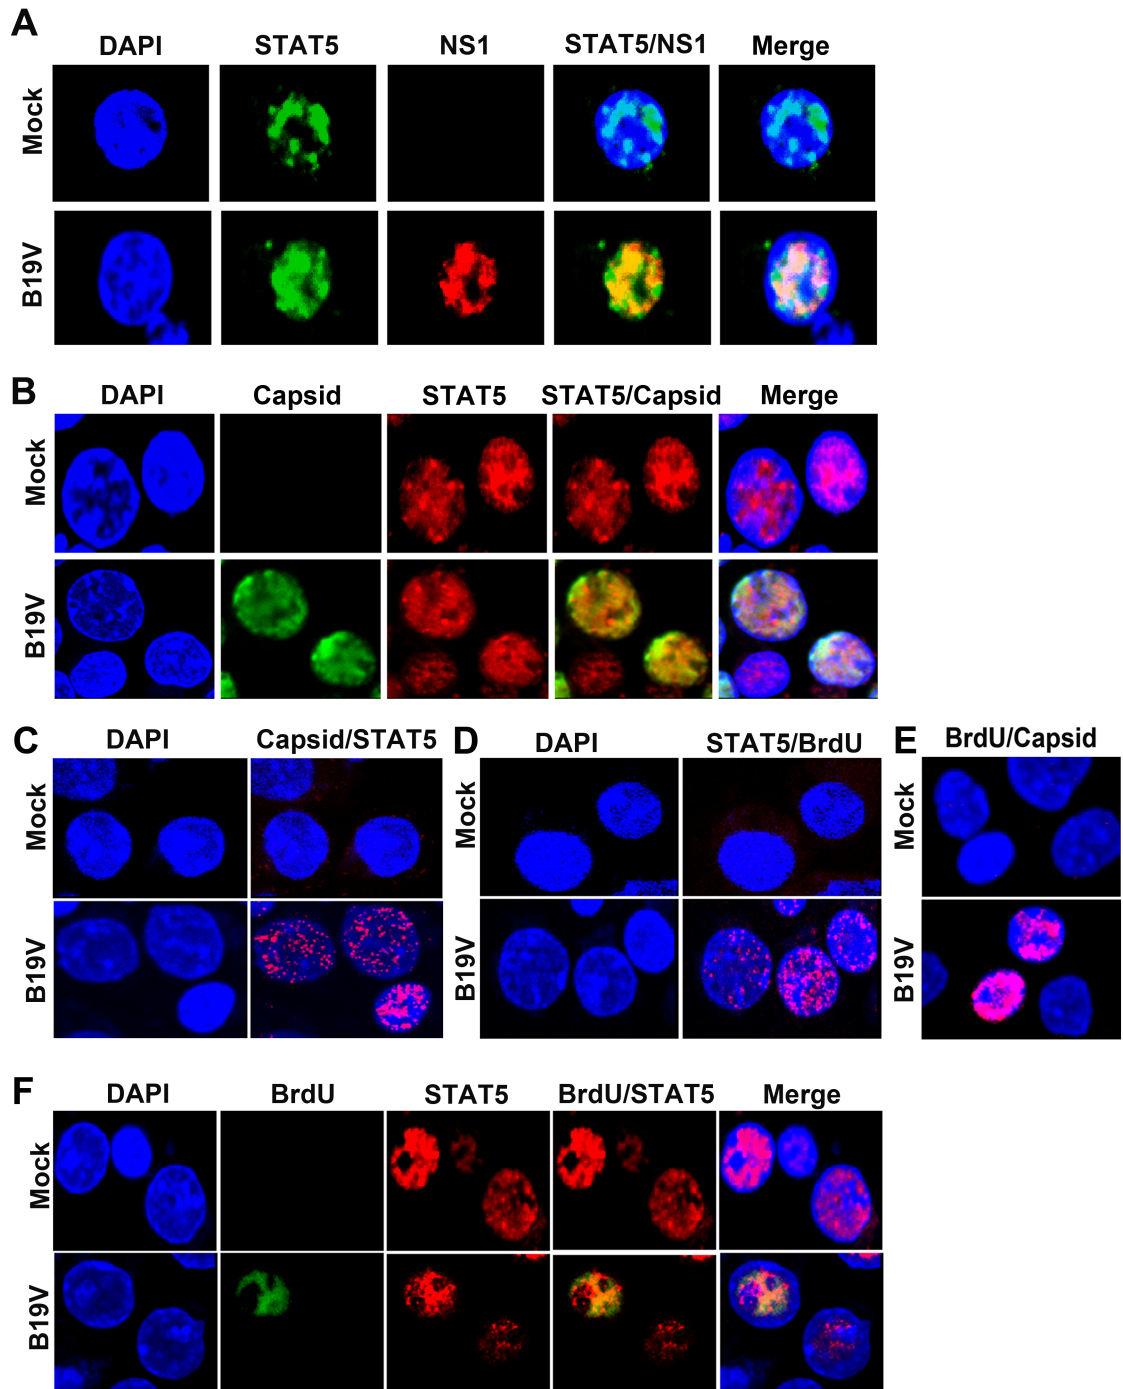 A
DAPI STAT5 NS1 STAT5/NS1 Merge
Mock
B19V
B
DAPI Capsid STAT5 STAT5/Capsid Merge
Mock
B19V
C
DAPI Capsid/STAT5
Mock
B19V
D
DAPI STAT5/BrdU
Mock
B19V
E
BrdU/Capsid
Mock
B19V
F
DAPI BrdU STAT5 BrdU/STAT5 Merge
Mock
B19V